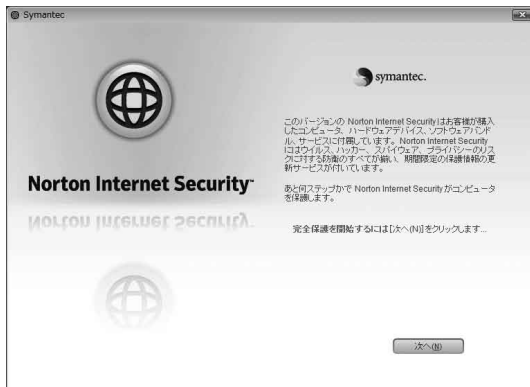 Symantec
symantec.
このバージョンの Norton Internet Security はお客様が購入
したコンピュータ、ハードウェアデバイス、ソフトウェアバンド
ル、サービスに付属しています。Norton Internet Security
にはウイルス、ハッカー、スパイウェア、プライバシーのリス
クに対する防衛のすべてが揃い、期間限定の保護情報の更
新サービスが付いています。
あと何ステップかで Norton Internet Security がコンピュータ
を保護します。
完全保護を開始するには[次へ(N)]をクリックします...
Norton Internet Security™
次へ(N)